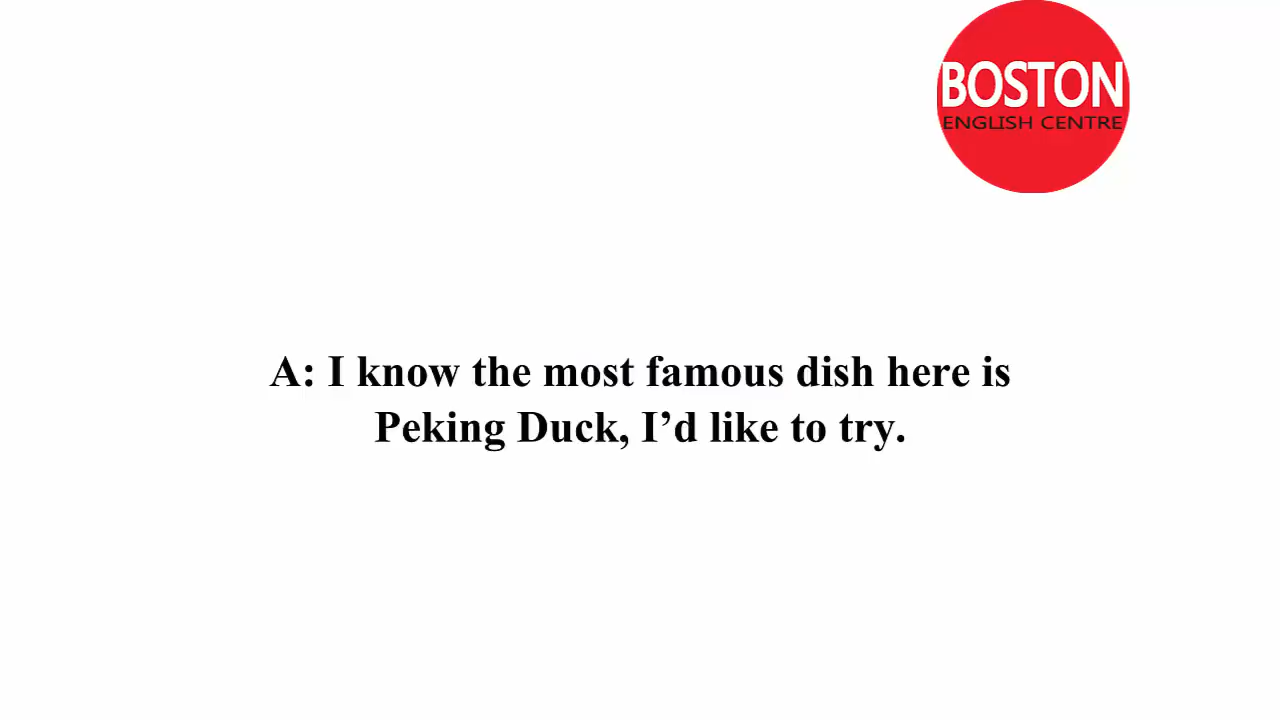 BOSTON
ENGLISH CENTRE
A: I know the most famous dish here is
Peking Duck, I’d like to try.